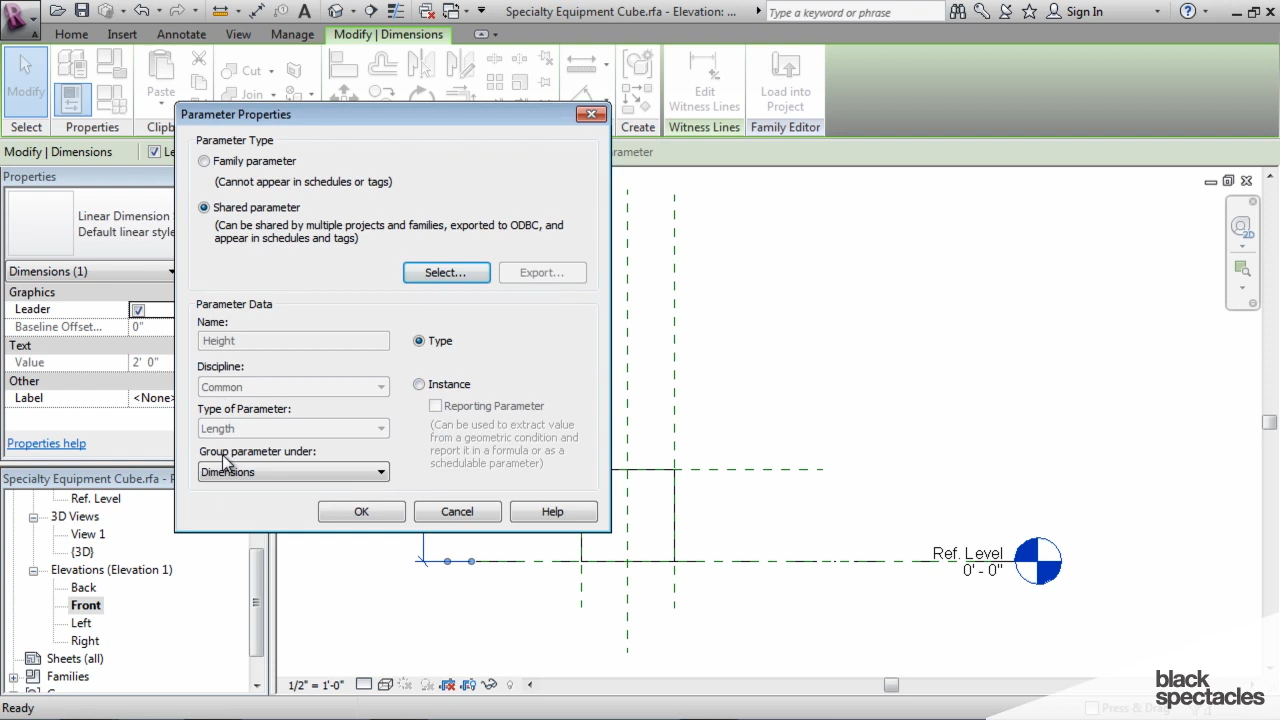 Specialty Equipment Cube.rfa - Elevation: ...
Type a keyword or phrase
Sign In
Home
Insert
Annotate
View
Manage
Modify | Dimensions
Modify
Paste
Cut
Join
Edit
Witness Lines
Load into
Project
Select
Properties
Clipb
Create
Witness Lines
Family Editor
Modify | Dimensions
Le
Parameter Properties
Parameter Type
Family parameter
(Cannot appear in schedules or tags)
Shared parameter
(Can be shared by multiple projects and families, exported to ODBC, and
appear in schedules and tags)
Select...
Export...
Parameter Data
Name:
Height
Type
Discipline:
Common
Instance
Type of Parameter:
Reporting Parameter
Length
(Can be used to extract value
from a geometric condition and
report it in a formula or as a
schedulable parameter)
Group parameter under:
Dimensions
OK
Cancel
Help
Properties
Linear Dimension
Default linear style
Dimensions (1)
Graphics
Leader
Baseline Offset...
0"
Text
Value
2' 0"
Other
Label
<None>
Properties help
Specialty Equipment Cube.rfa - P
Ref. Level
3D Views
View 1
{3D}
Elevations (Elevation 1)
Back
Front
Left
Right
Sheets (all)
Families
2D
Ref. Level
0' - 0"
1/2" = 1'-0"
Ready
Press & Drag
black
spectacles